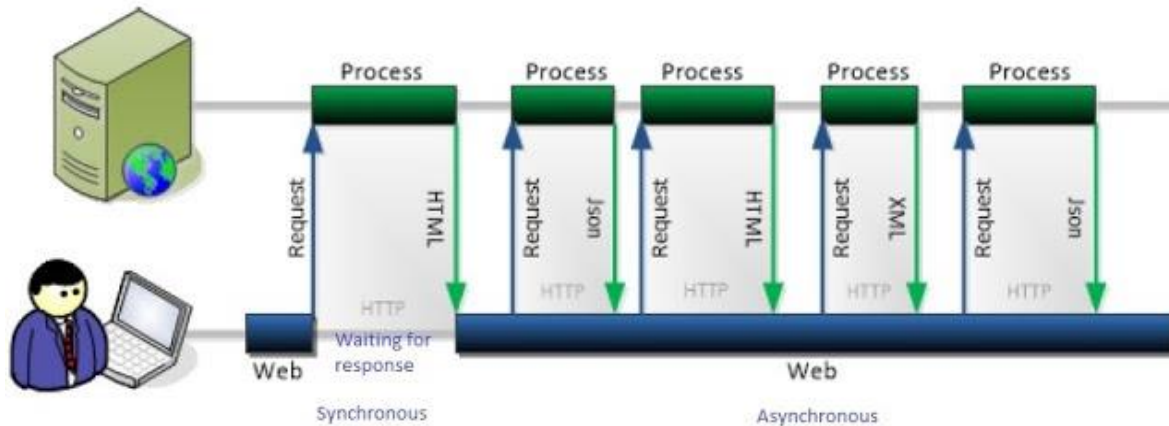 Process
Process
Process
Process
Process
Request
HTML
Request
Json
Request
HTML
Request
XML
Request
Json
HTTP
HTTP
HTTP
HTTP
HTTP
Waiting for
response
Web
Web
Synchronous
Asynchronous